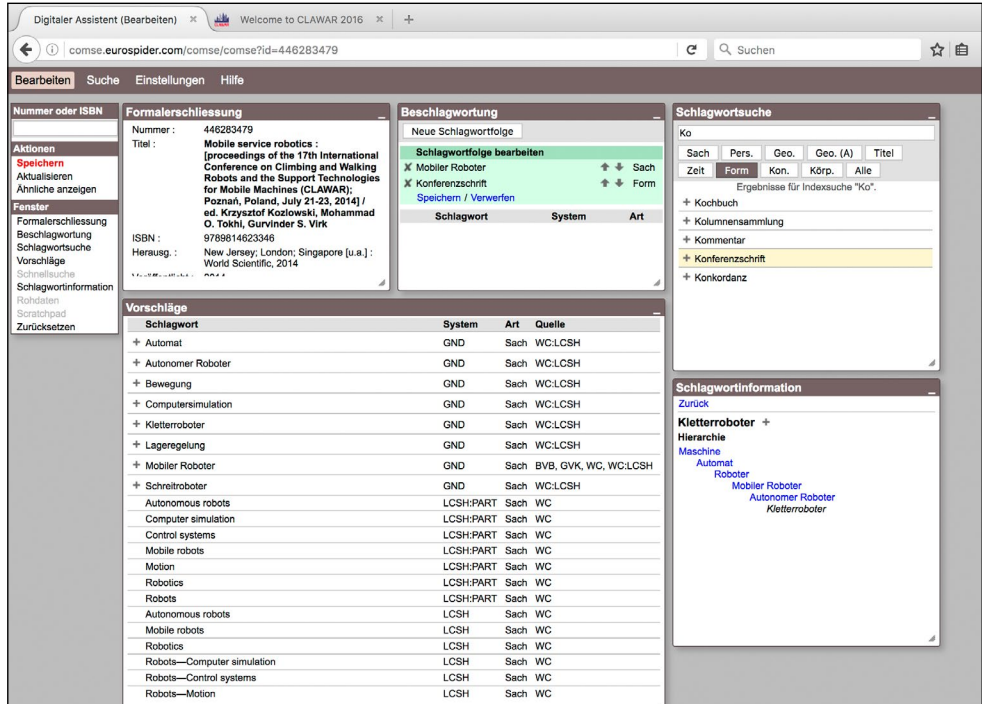 Digitaler Assistent (Bearbeiten) × Welcome to CLAWAR 2016 × +
comse.eurospider.com/comse/comse?id=446283479 Suchen
Bearbeiten Suche Einstellungen Hilfe
Nummer oder ISBN
Aktionen
Speichern
Aktualisieren
Ähnliche anzeigen
Fenster
Formalerschliessung
Beschlagwortung
Schlagwortsuche
Vorschläge
Schnellsuche
Schlagwortinformation
Rohdaten
Scratchpad
Zurücksetzen
Formalerschliessung
Nummer : 446283479
Titel : Mobile service robotics :
[proceedings of the 17th International
Conference on Climbing and Walking
Robots and the Support Technologies
for Mobile Machines (CLAWAR);
Poznań, Poland, July 21-23, 2014] /
ed. Krzysztof Kozlowski, Mohammad
O. Tokhi, Gurvinder S. Virk
ISBN : 9789814623346
Herausg. : New Jersey; London; Singapore [u.a.] :
World Scientific, 2014
Beschlagwortung
Neue Schlagwortfolge
Schlagwortfolge bearbeiten
Mobiler Roboter Sach
Konferenzschrift Form
Speichern / Verwerfen
Schlagwort System Art
Schlagwortsuche
Ko
Sach Pers. Geo. Geo. (A) Titel
Zeit Form Kon. Körp. Alle
Ergebnisse für Indexsuche "Ko".
+ Kochbuch
+ Kolumnensammlung
+ Kommentar
+ Konferenzschrift
+ Konkordanz
Vorschläge
Schlagwort System Art Quelle
+ Automat GND Sach WC:LCSH
+ Autonomer Roboter GND Sach WC:LCSH
+ Bewegung GND Sach WC:LCSH
+ Computersimulation GND Sach WC:LCSH
+ Kletterroboter GND Sach WC:LCSH
+ Lageregelung GND Sach WC:LCSH
+ Mobiler Roboter GND Sach BVB, GVK, WC, WC:LCSH
+ Schreitroboter GND Sach WC:LCSH
Autonomous robots LCSH:PART Sach WC
Computer simulation LCSH:PART Sach WC
Control systems LCSH:PART Sach WC
Mobile robots LCSH:PART Sach WC
Motion LCSH:PART Sach WC
Robotics LCSH:PART Sach WC
Robots LCSH:PART Sach WC
Autonomous robots LCSH Sach WC
Mobile robots LCSH Sach WC
Robotics LCSH Sach WC
Robots—Computer simulation LCSH Sach WC
Robots—Control systems LCSH Sach WC
Robots—Motion LCSH Sach WC
Schlagwortinformation
Zurück
Kletterroboter +
Hierarchie
Maschine
Automat
Roboter
Mobiler Roboter
Autonomer Roboter
Kletterroboter